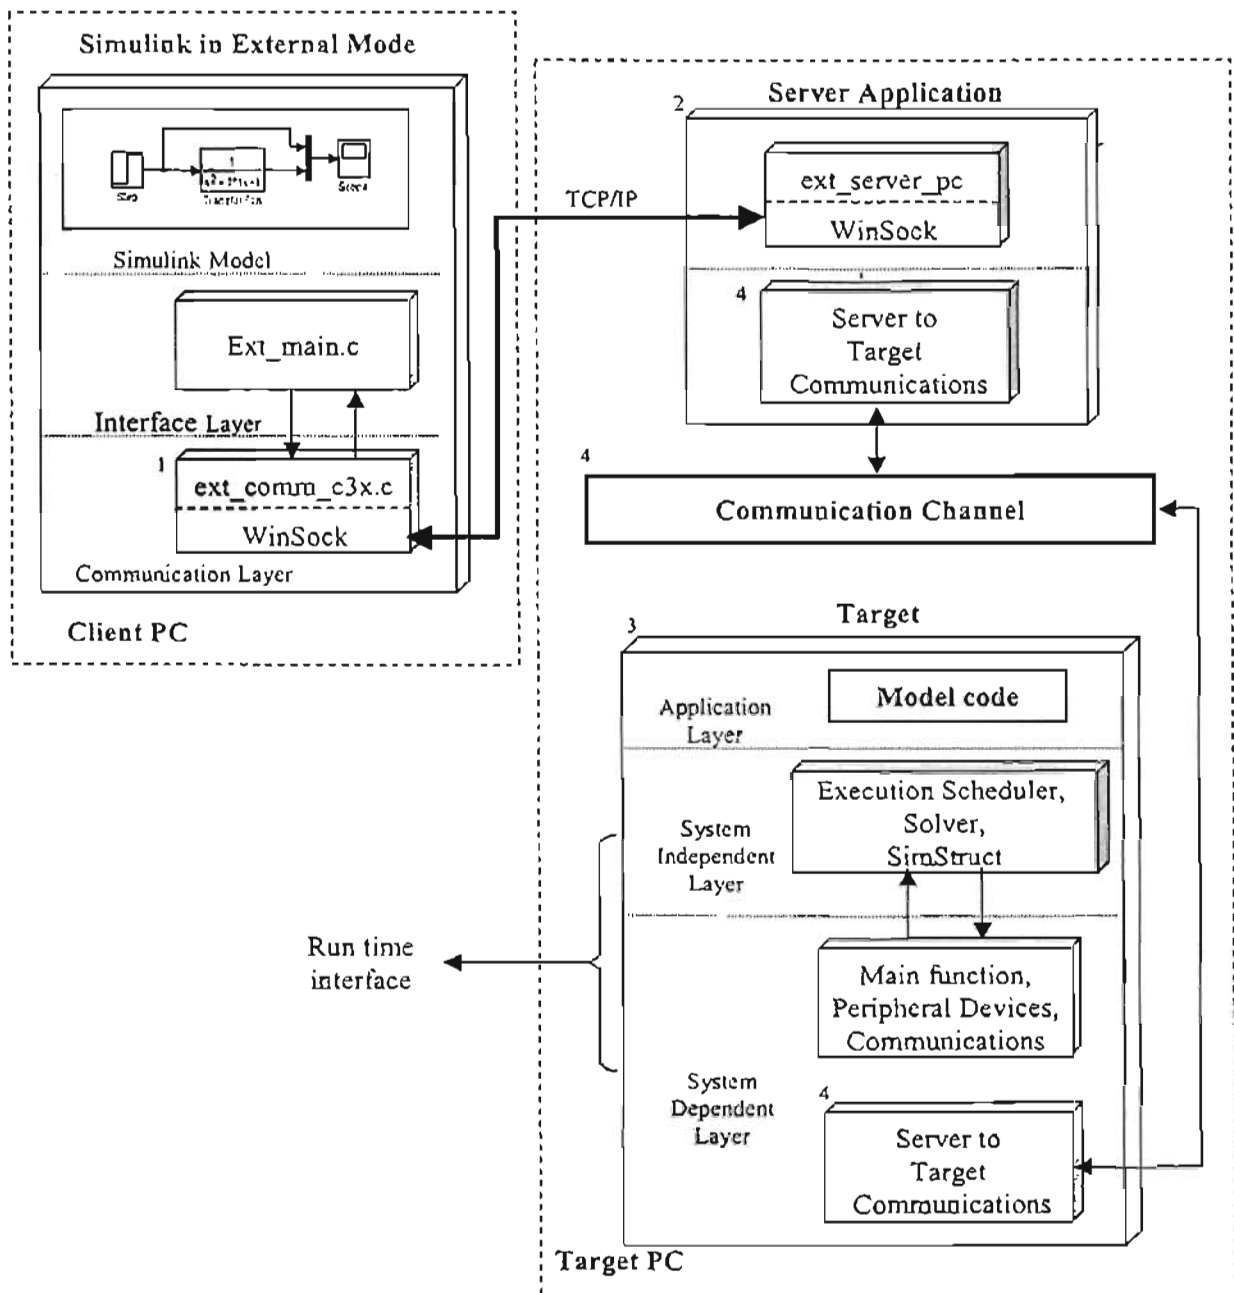 Simulink in External Mode
1
Step
Scope
Simulink Model
Ext_main.c
Interface Layer
1
ext_comm_c3x.c
WinSock
Communication Layer
Client PC
TCP/IP
Server Application
2
ext_server_pc
WinSock
4
Server to
Target
Communications
4
Communication Channel
Target
3
Model code
Application
Layer
Execution Scheduler,
Solver,
SimStruct
System
Independent
Layer
Run time
interface
Main function,
Peripheral Devices,
Communications
System
Dependent
Layer
4
Server to
Target
Communications
Target PC